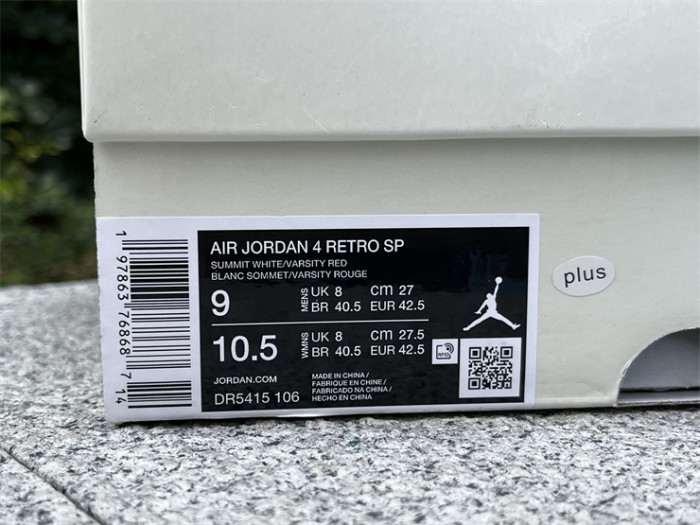 AIR JORDAN 4 RETRO SP
SUMMIT WHITE/VARSITY RED
BLANC SOMMET/VARSITY ROUGE
9 MENS UK 8 cm 27
BR 40.5 EUR 42.5
10.5 WMNS UK 8 cm 27.5
BR 40.5 EUR 42.5
RFID
JORDAN.COM
DR5415 106
MADE IN CHINA/
FABRIQUE EN CHINE/
FABRICADO NA CHINA/
HECHO EN CHINA
1 97863 76868 7 14
plus